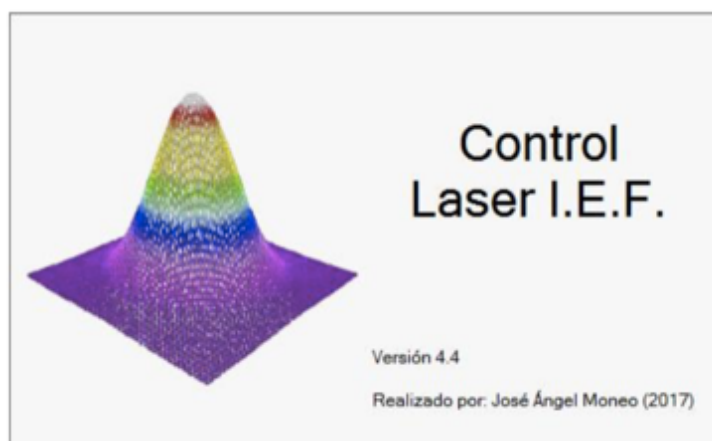 Control
Laser I.E.F.
Versión 4.4
Realizado por: José Ángel Moneo (2017)